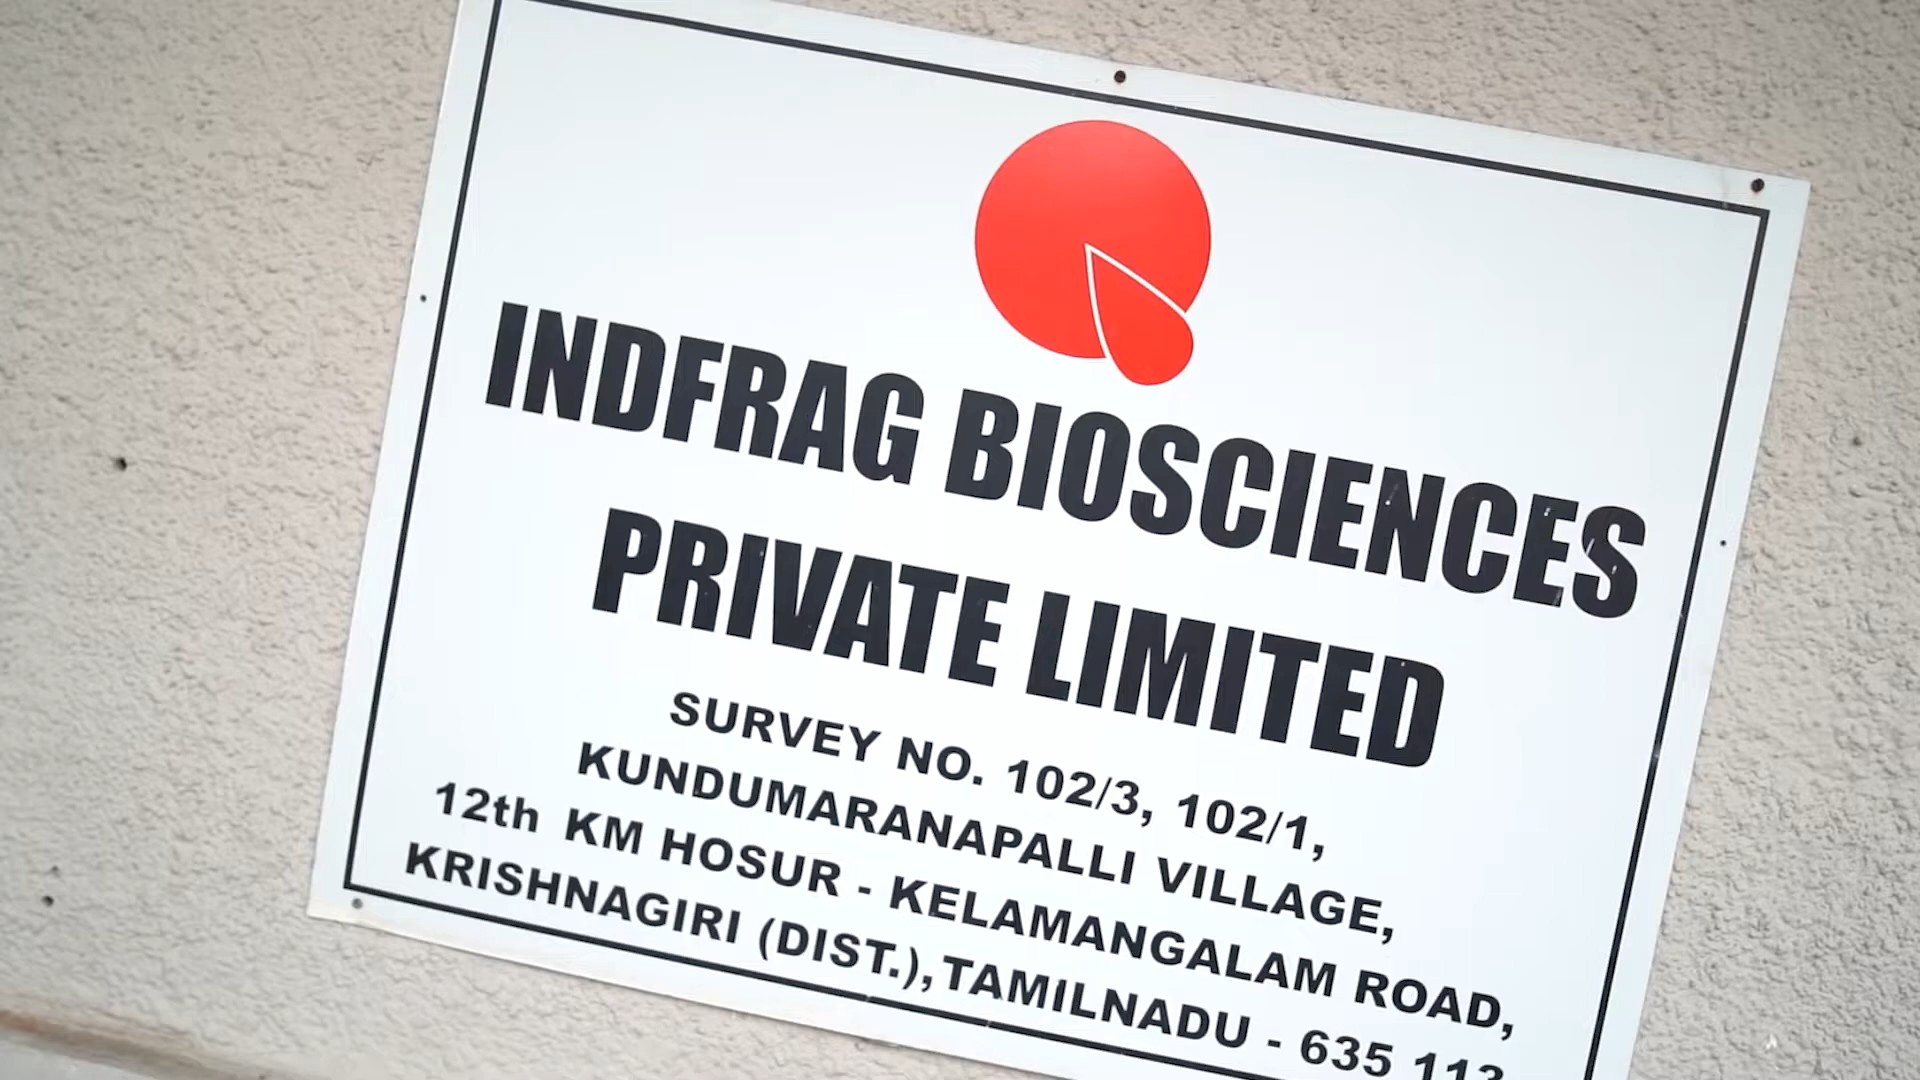 INDFRAG BIOSCIENCES
PRIVATE LIMITED
SURVEY NO. 102/3, 102/1,
KUNDUMARANAPALLI VILLAGE,
12th KM HOSUR - KELAMANGALAM ROAD,
KRISHNAGIRI (DIST.), TAMILNADU - 635 113